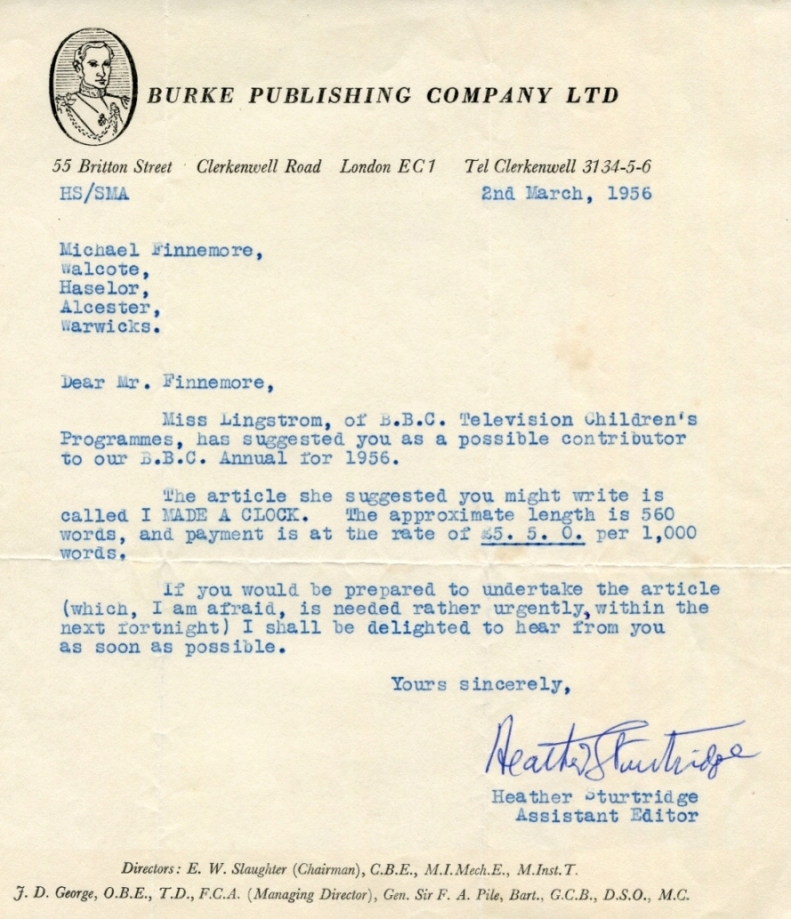 BURKE PUBLISHING COMPANY LTD
55 Britton Street Clerkenwell Road London EC1 Tel Clerkenwell 3134-5-6
HS/SMA 2nd March, 1956
Michael Finnemore,
Walcote,
Haselor,
Alcester,
Warwicks.
Dear Mr. Finnemore,
Miss Lingstrom, of B.B.C. Television Children's
Programmes, has suggested you as a possible contributor
to our B.B.C. Annual for 1956.
The article she suggested you might write is
called I MADE A CLOCK. The approximate length is 560
words, and payment is at the rate of £5. 5. 0. per 1,000
words.
If you would be prepared to undertake the article
(which, I am afraid, is needed rather urgently, within the
next fortnight) I shall be delighted to hear from you
as soon as possible.
Yours sincerely,
Heather Sturtridge
Heather Sturtridge
Assistant Editor
Directors: E. W. Slaughter (Chairman), C.B.E., M.I.Mech.E., M.Inst.T.
J. D. George, O.B.E., T.D., F.C.A. (Managing Director), Gen. Sir F. A. Pile, Bart., G.C.B., D.S.O., M.C.